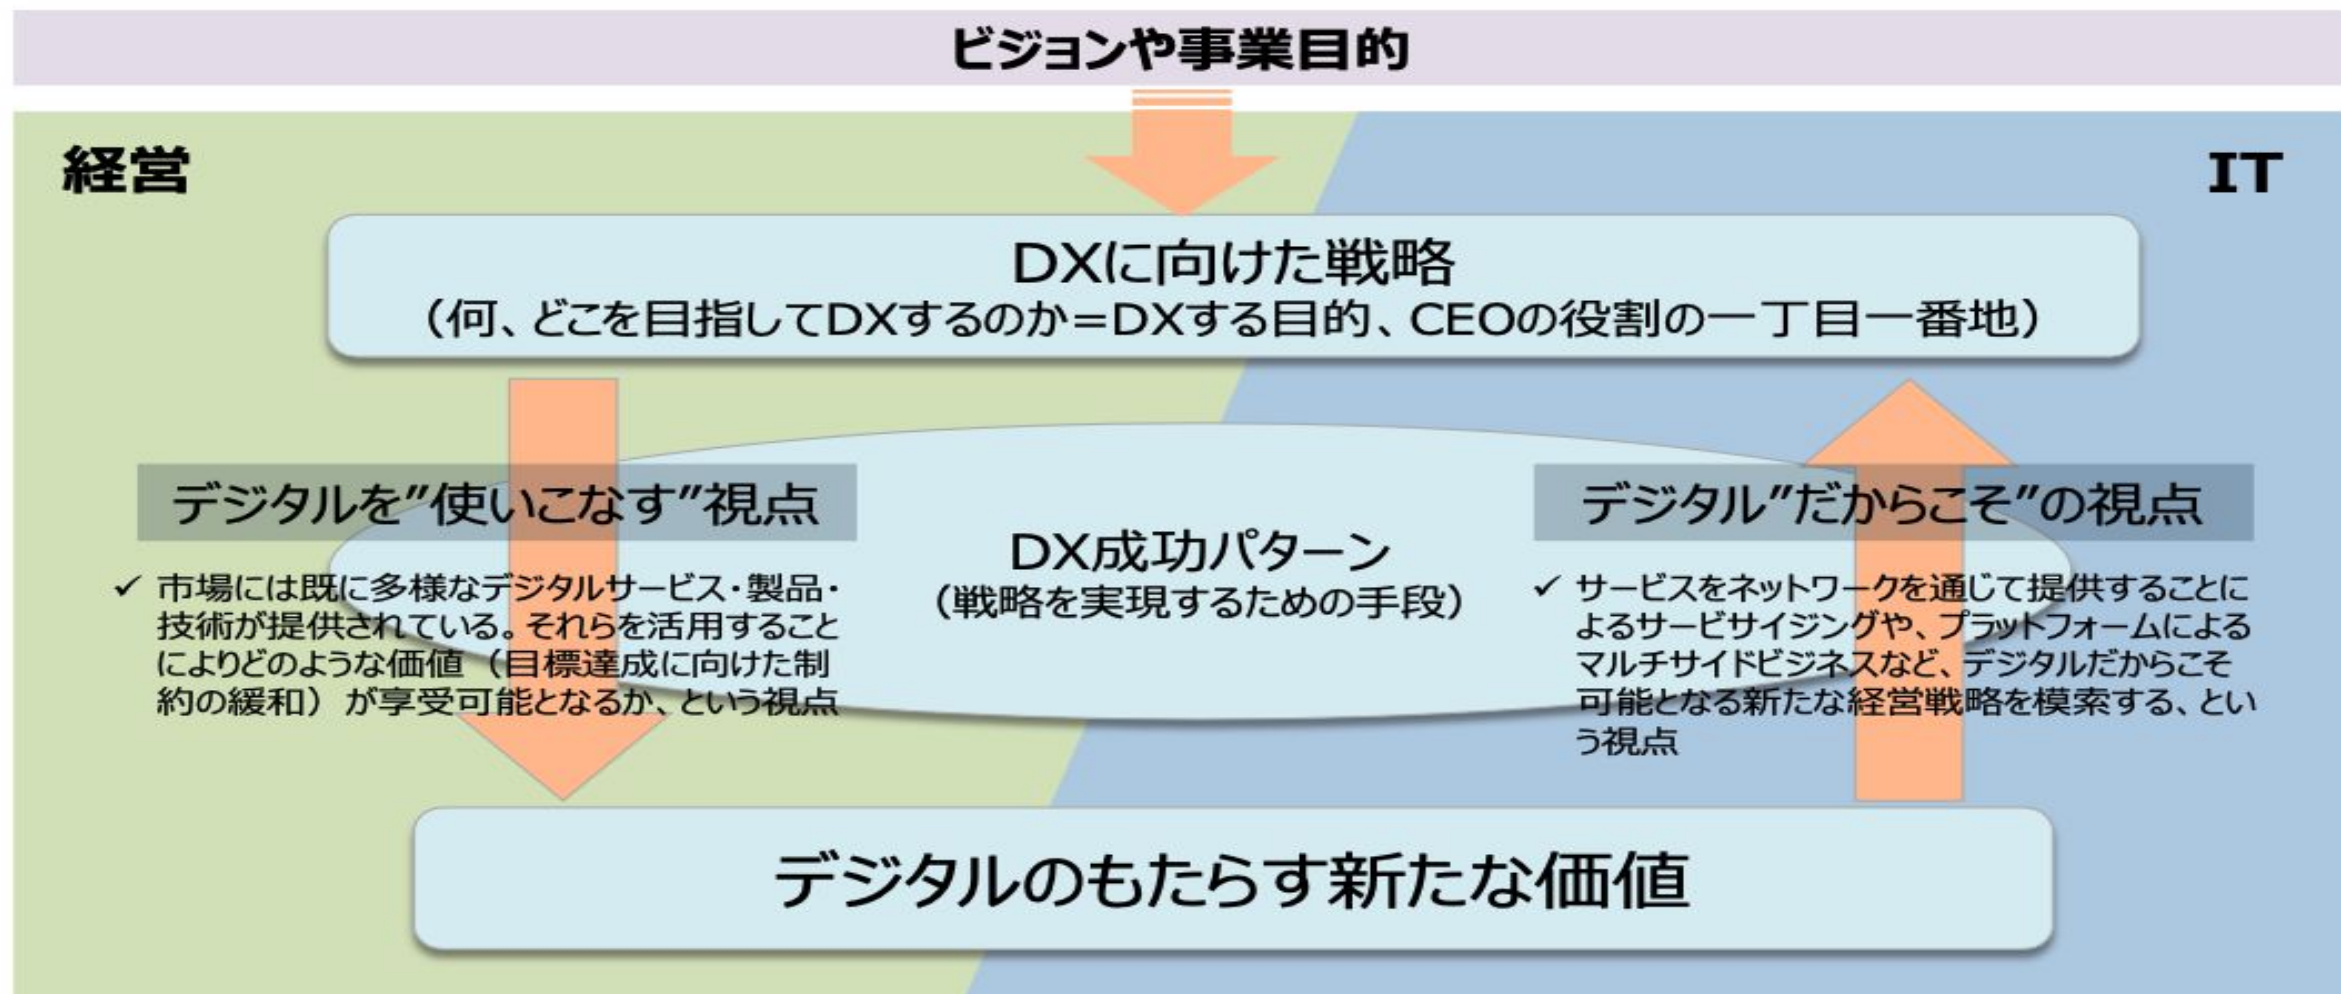 ビジョンや事業目的
経営
IT
DXに向けた戦略
（何、どこを目指してDXするのか＝DXする目的、CEOの役割の一丁目一番地）
デジタルを”使いこなす”視点
✓ 市場には既に多様なデジタルサービス・製品・
技術が提供されている。それらを活用すること
によりどのような価値（目標達成に向けた制
約の緩和）が享受可能となるか、という視点
DX成功パターン
（戦略を実現するための手段）
デジタル”だからこそ”の視点
✓ サービスをネットワークを通じて提供することに
よるサービサイジングや、プラットフォームによる
マルチサイドビジネスなど、デジタルだからこそ
可能となる新たな経営戦略を模索する、とい
う視点
デジタルのもたらす新たな価値